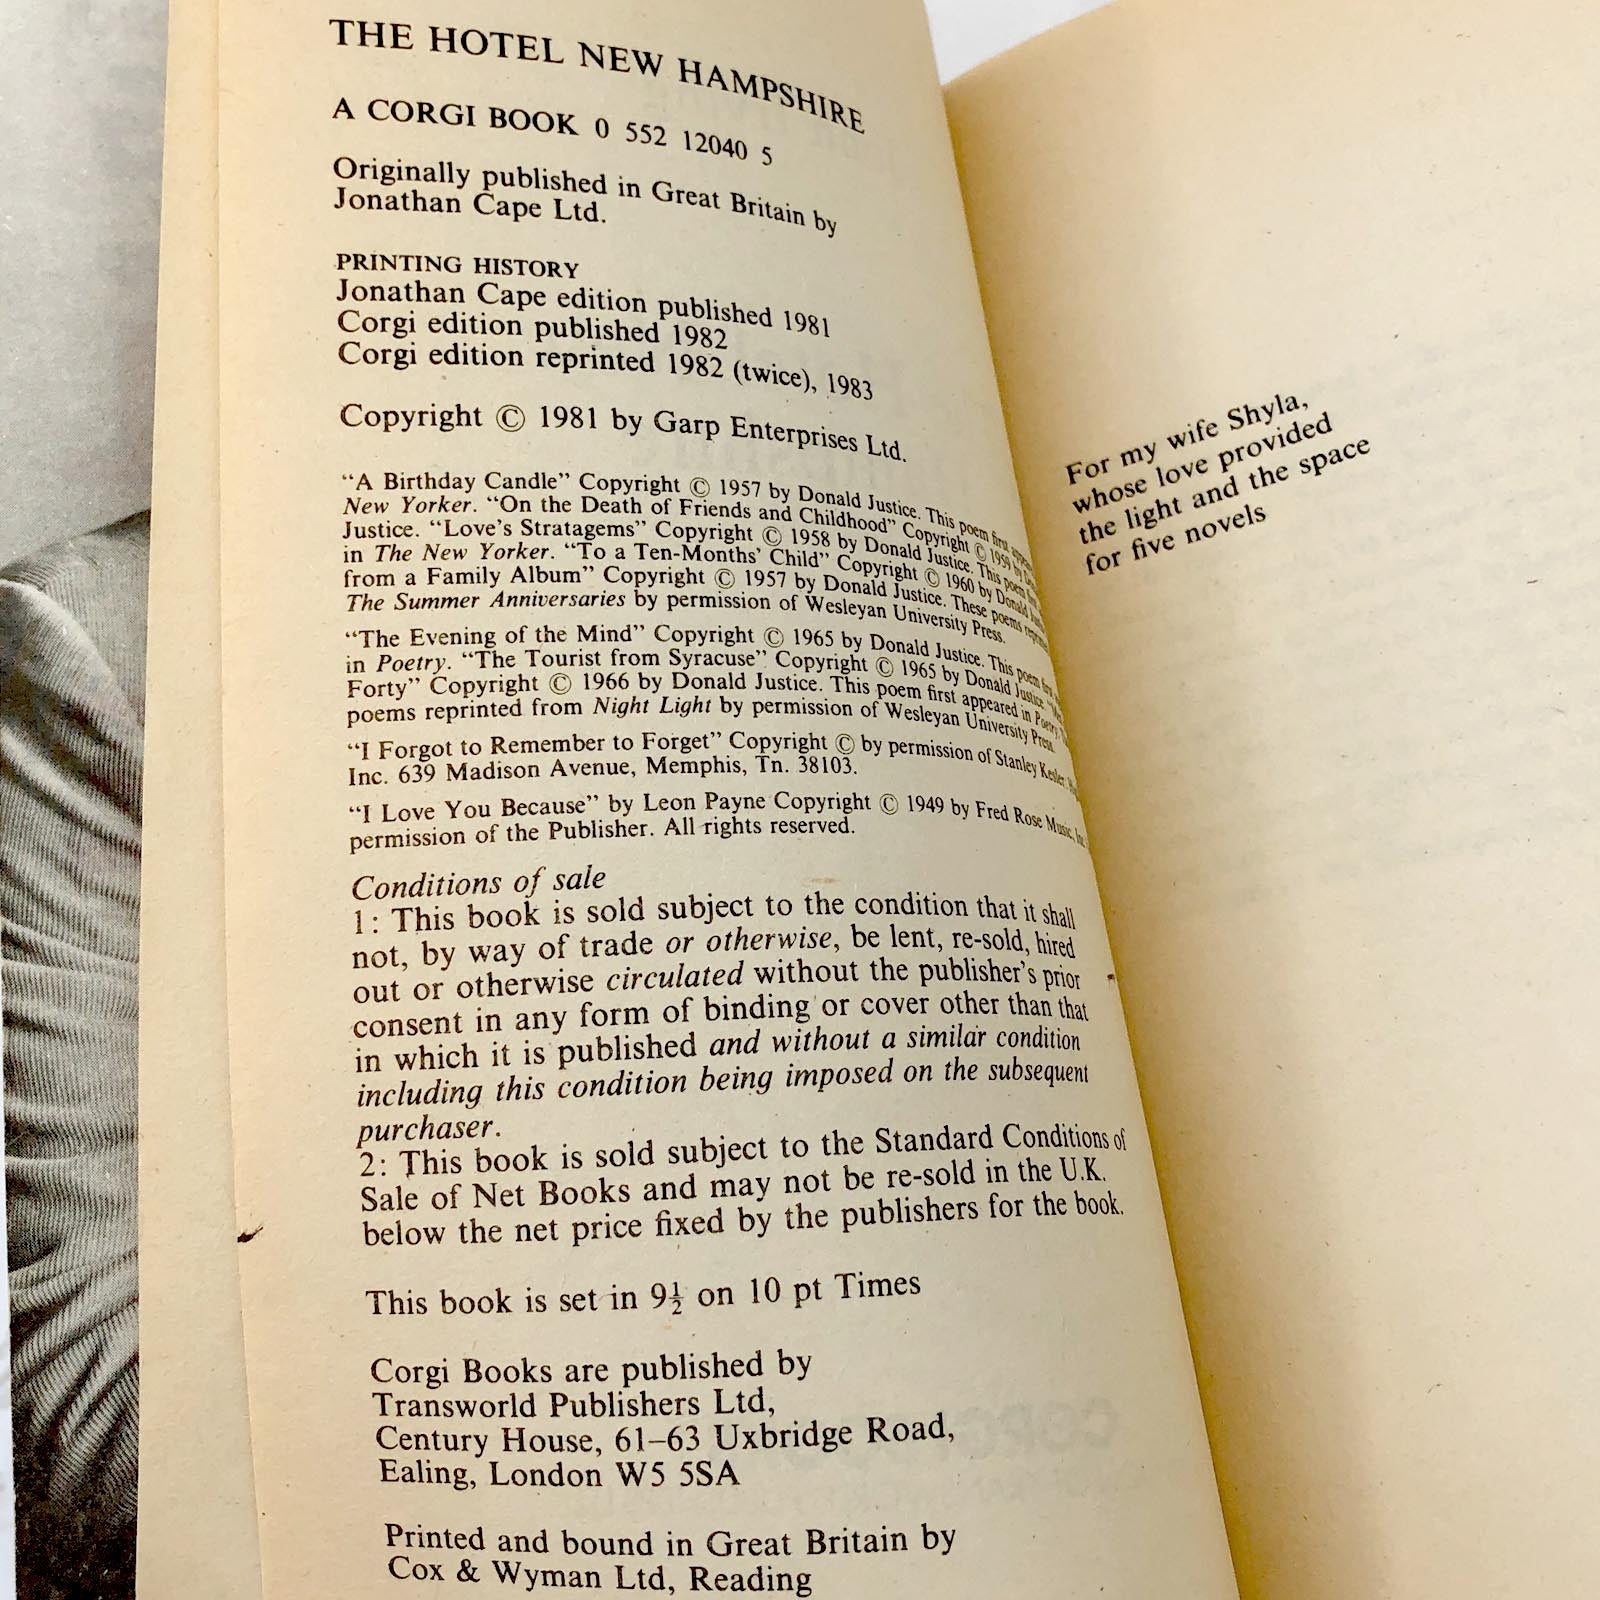 THE HOTEL NEW HAMPSHIRE
A CORGI BOOK 0 552 12040 5
Originally published in Great Britain by
Jonathan Cape Ltd.
PRINTING HISTORY
Jonathan Cape edition published 1981
Corgi edition published 1982
Corgi edition reprinted 1982 (twice), 1983
Copyright © 1981 by Garp Enterprises Ltd.
“A Birthday Candle” Copyright © 1957 by Donald Justice. This poem first
New Yorker. “On the Death of Friends and Childhood” Copyright © 1959 by
Justice. “Love’s Stratagems” Copyright © 1958 by Donald Justice. This poem
in The New Yorker. “To a Ten-Months’ Child” Copyright © 1960 by Donald
from a Family Album” Copyright © 1957 by Donald Justice. These poems
The Summer Anniversaries by permission of Wesleyan University Press.
“The Evening of the Mind” Copyright © 1965 by Donald Justice. This poem
in Poetry. “The Tourist from Syracuse” Copyright © 1965 by Donald Justice
Forty” Copyright © 1966 by Donald Justice. This poem first appeared in Poetry.
poems reprinted from Night Light by permission of Wesleyan University Press.
“I Forgot to Remember to Forget” Copyright © by permission of Stanley Kesler,
Inc. 639 Madison Avenue, Memphis, Tn. 38103.
“I Love You Because” by Leon Payne Copyright © 1949 by Fred Rose Music, Inc.
permission of the Publisher. All rights reserved.
Conditions of sale
1: This book is sold subject to the condition that it shall
not, by way of trade or otherwise, be lent, re-sold, hired
out or otherwise circulated without the publisher’s prior
consent in any form of binding or cover other than that
in which it is published and without a similar condition
including this condition being imposed on the subsequent
purchaser.
2: This book is sold subject to the Standard Conditions of
Sale of Net Books and may not be re-sold in the U.K.
below the net price fixed by the publishers for the book.
This book is set in 9½ on 10 pt Times
Corgi Books are published by
Transworld Publishers Ltd,
Century House, 61–63 Uxbridge Road,
Ealing, London W5 5SA
Printed and bound in Great Britain by
Cox & Wyman Ltd, Reading
For my wife Shyla,
whose love provided
the light and the space
for five novels